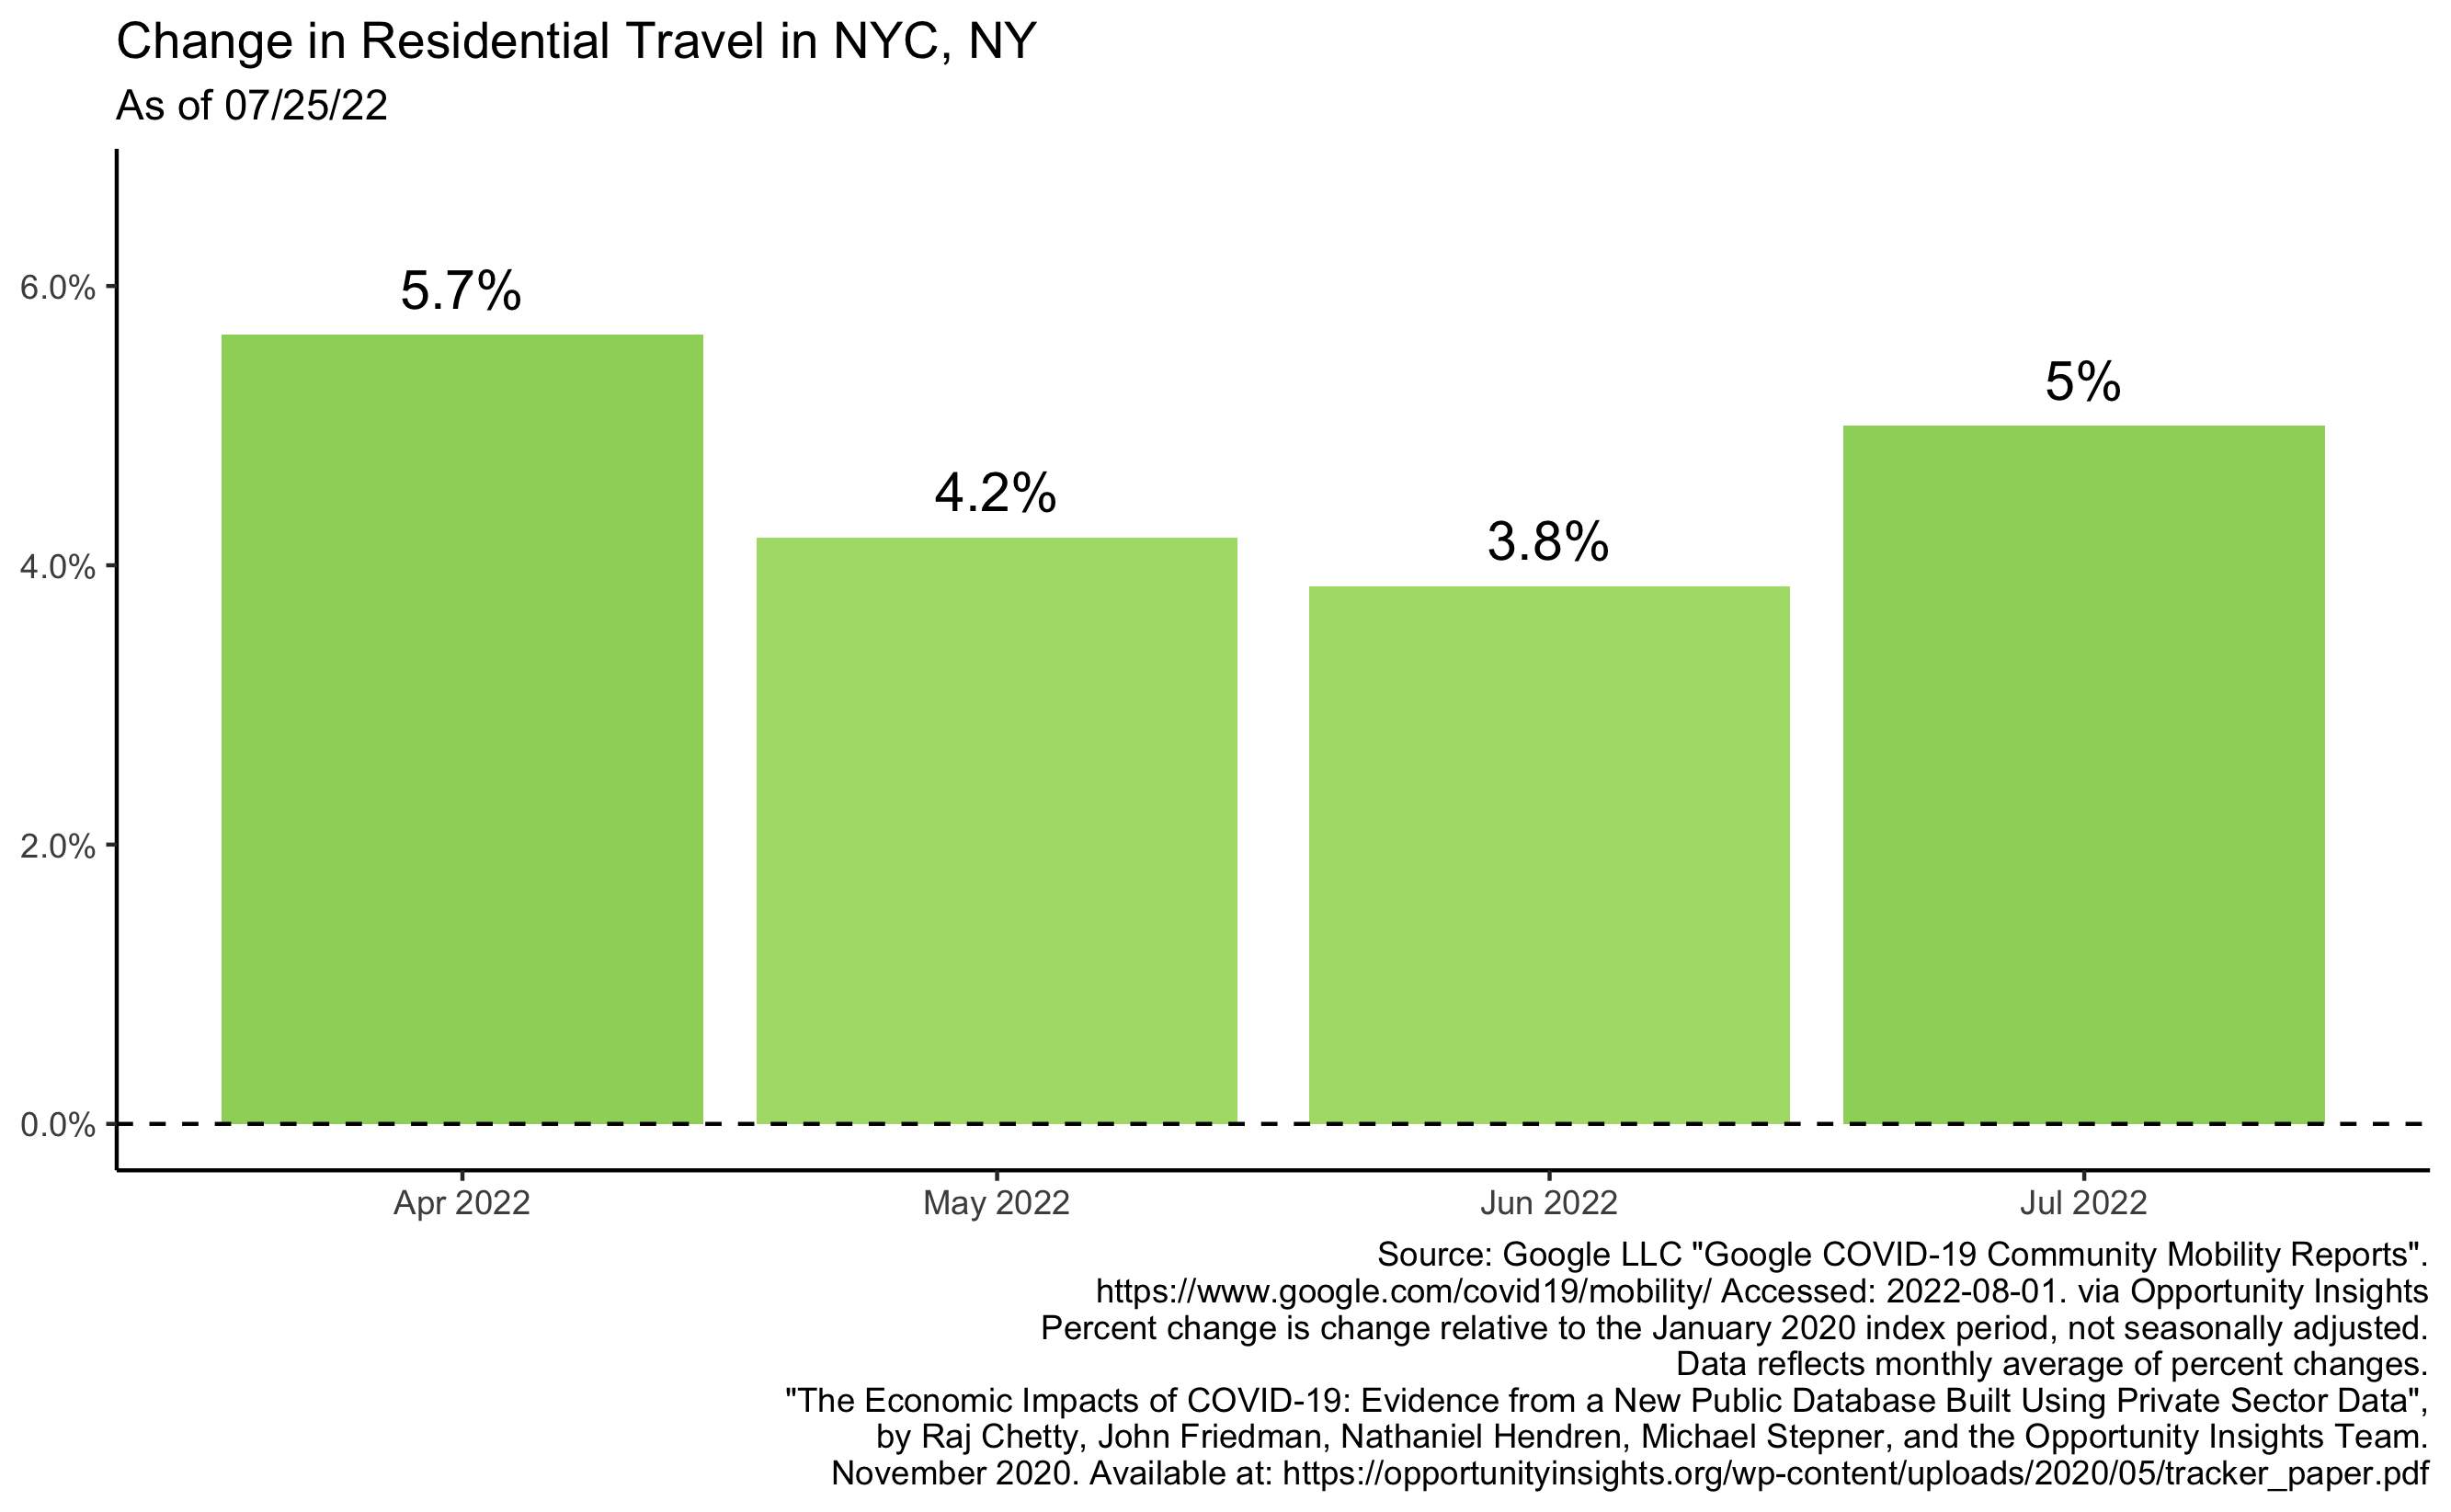 Change in Residential Travel in NYC, NY
As of 07/25/22
6.0%
4.0%
2.0%
0.0%
5.7%
4.2%
3.8%
5%
Apr 2022
May 2022
Jun 2022
Jul 2022
Source: Google LLC "Google COVID-19 Community Mobility Reports".
https://www.google.com/covid19/mobility/ Accessed: 2022-08-01. via Opportunity Insights
Percent change is change relative to the January 2020 index period, not seasonally adjusted.
Data reflects monthly average of percent changes.
"The Economic Impacts of COVID-19: Evidence from a New Public Database Built Using Private Sector Data",
by Raj Chetty, John Friedman, Nathaniel Hendren, Michael Stepner, and the Opportunity Insights Team.
November 2020. Available at: https://opportunityinsights.org/wp-content/uploads/2020/05/tracker_paper.pdf